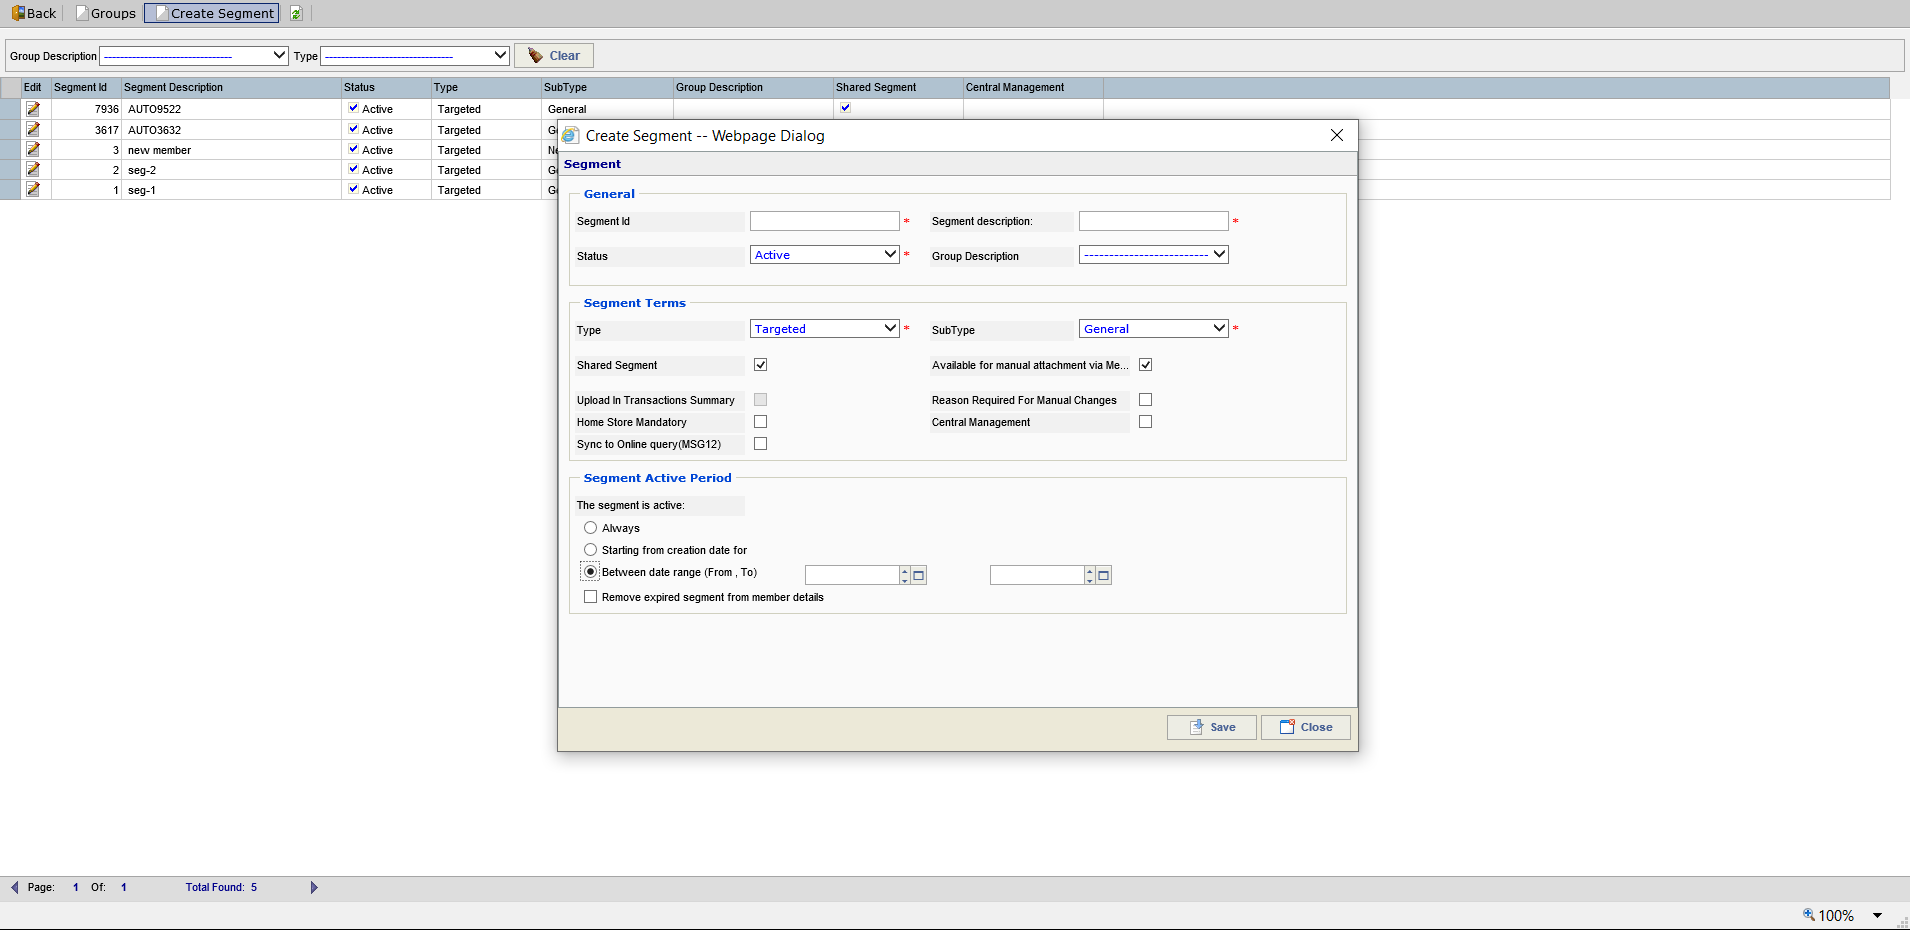 Back Groups Create Segment
Group Description -------------------------------- Type -------------------------------- Clear
Edit Segment Id Segment Description Status Type SubType Group Description Shared Segment Central Management
7936 AUTO9522 Active Targeted General
3617 AUTO3632 Active Targeted
3 new member Active Targeted
2 seg-2 Active Targeted
1 seg-1 Active Targeted
Create Segment -- Webpage Dialog
Segment
General
Segment Id * Segment description: *
Status Active * Group Description -------------------------
Segment Terms
Type Targeted * SubType General *
Shared Segment Available for manual attachment via Me...
Upload In Transactions Summary Reason Required For Manual Changes
Home Store Mandatory Central Management
Sync to Online query(MSG12)
Segment Active Period
The segment is active:
Always
Starting from creation date for
Between date range (From , To)
Remove expired segment from member details
Save Close
Page: 1 Of: 1 Total Found: 5
100%